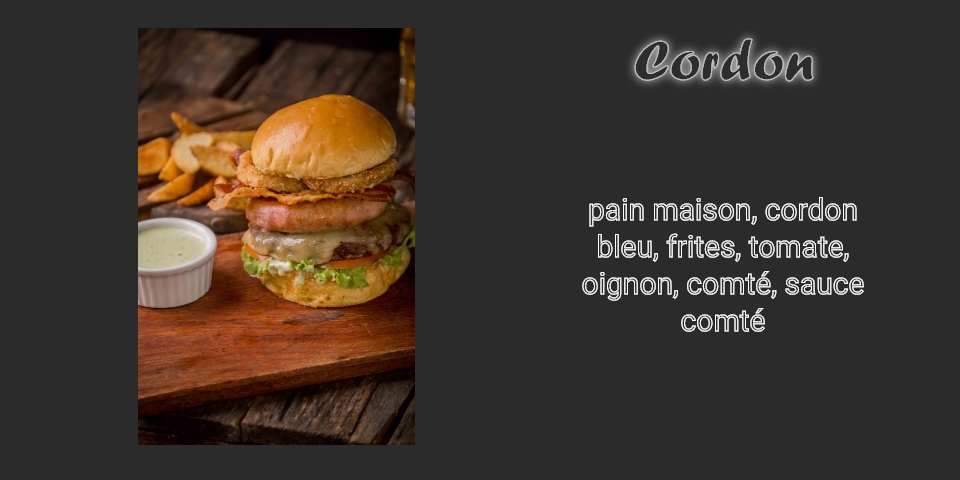 Cordon
pain maison, cordon
bleu, frites, tomate,
oignon, comté, sauce
comté